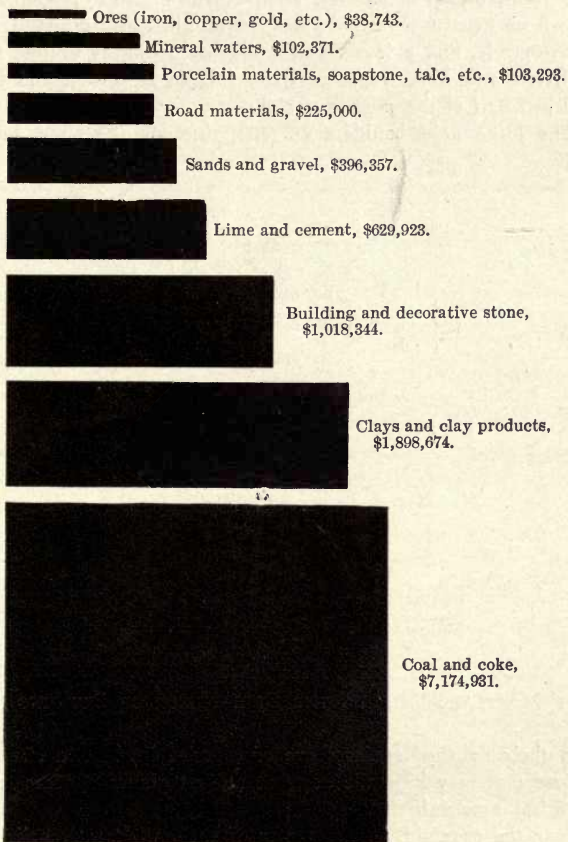 Ores (iron, copper, gold, etc.), $38,743.
Mineral waters, $102,371.
Porcelain materials, soapstone, talc, etc., $103,293.
Road materials, $225,000.
Sands and gravel, $396,357.
Lime and cement, $629,923.
Building and decorative stone,
$1,018,344.
Clays and clay products,
$1,898,674.
Coal and coke,
$7,174,931.